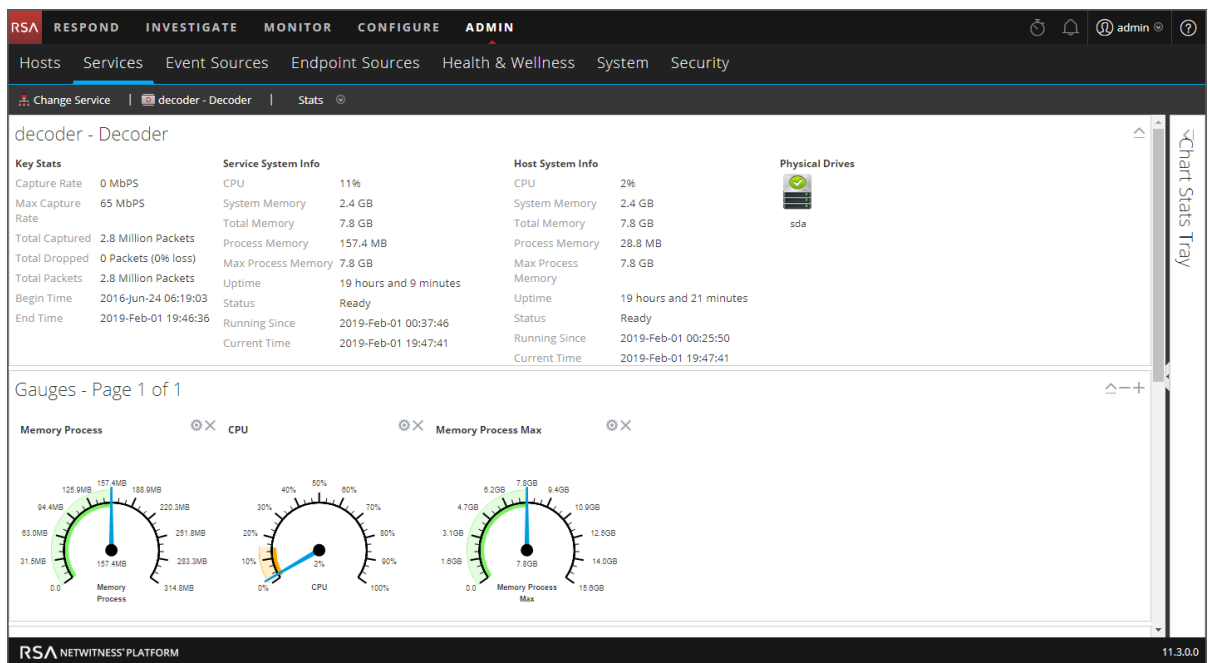 RSA RESPOND INVESTIGATE MONITOR CONFIGURE ADMIN admin ?
Hosts Services Event Sources Endpoint Sources Health & Wellness System Security
Change Service | decoder - Decoder | Stats
decoder - Decoder
Key Stats
Capture Rate 0 MbPS
Max Capture Rate 65 MbPS
Total Captured 2.8 Million Packets
Total Dropped 0 Packets (0% loss)
Total Packets 2.8 Million Packets
Begin Time 2016-Jun-24 06:19:03
End Time 2019-Feb-01 19:46:36
Service System Info
CPU 11%
System Memory 2.4 GB
Total Memory 7.8 GB
Process Memory 157.4 MB
Max Process Memory 7.8 GB
Uptime 19 hours and 9 minutes
Status Ready
Running Since 2019-Feb-01 00:37:46
Current Time 2019-Feb-01 19:47:41
Host System Info
CPU 2%
System Memory 2.4 GB
Total Memory 7.8 GB
Process Memory 28.8 MB
Max Process Memory 7.8 GB
Uptime 19 hours and 21 minutes
Status Ready
Running Since 2019-Feb-01 00:25:50
Current Time 2019-Feb-01 19:47:41
Physical Drives
sda
Chart Stats Tray
Gauges - Page 1 of 1
Memory Process
0.0
31.5MB
63.0MB
94.4MB
125.9MB
157.4MB
188.9MB
220.3MB
251.8MB
283.3MB
314.8MB
157.4MB
Memory
Process
CPU
0%
10%
20%
30%
40%
50%
60%
70%
80%
90%
100%
2%
CPU
Memory Process Max
0.0
1.6GB
3.1GB
4.7GB
6.2GB
7.8GB
9.4GB
10.9GB
12.5GB
14.0GB
15.6GB
7.8GB
Memory Process
Max
RSA NETWITNESS® PLATFORM 11.3.0.0